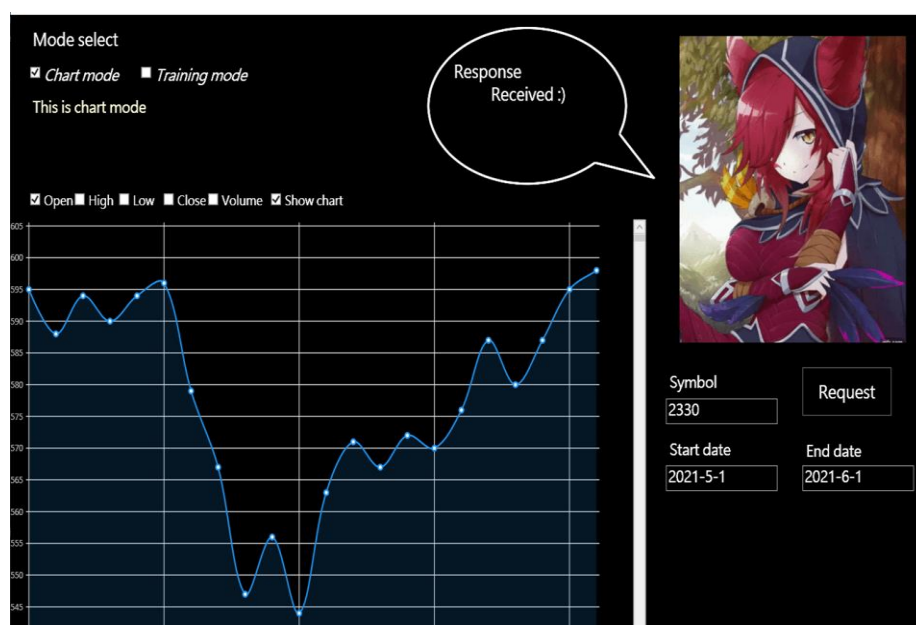 Mode select
Chart mode
Training mode
This is chart mode
Response
Received :)
Open
High
Low
Close
Volume
Show chart
605
600
595
590
585
580
575
570
565
560
555
550
545
Symbol
2330
Request
Start date
End date
2021-5-1
2021-6-1